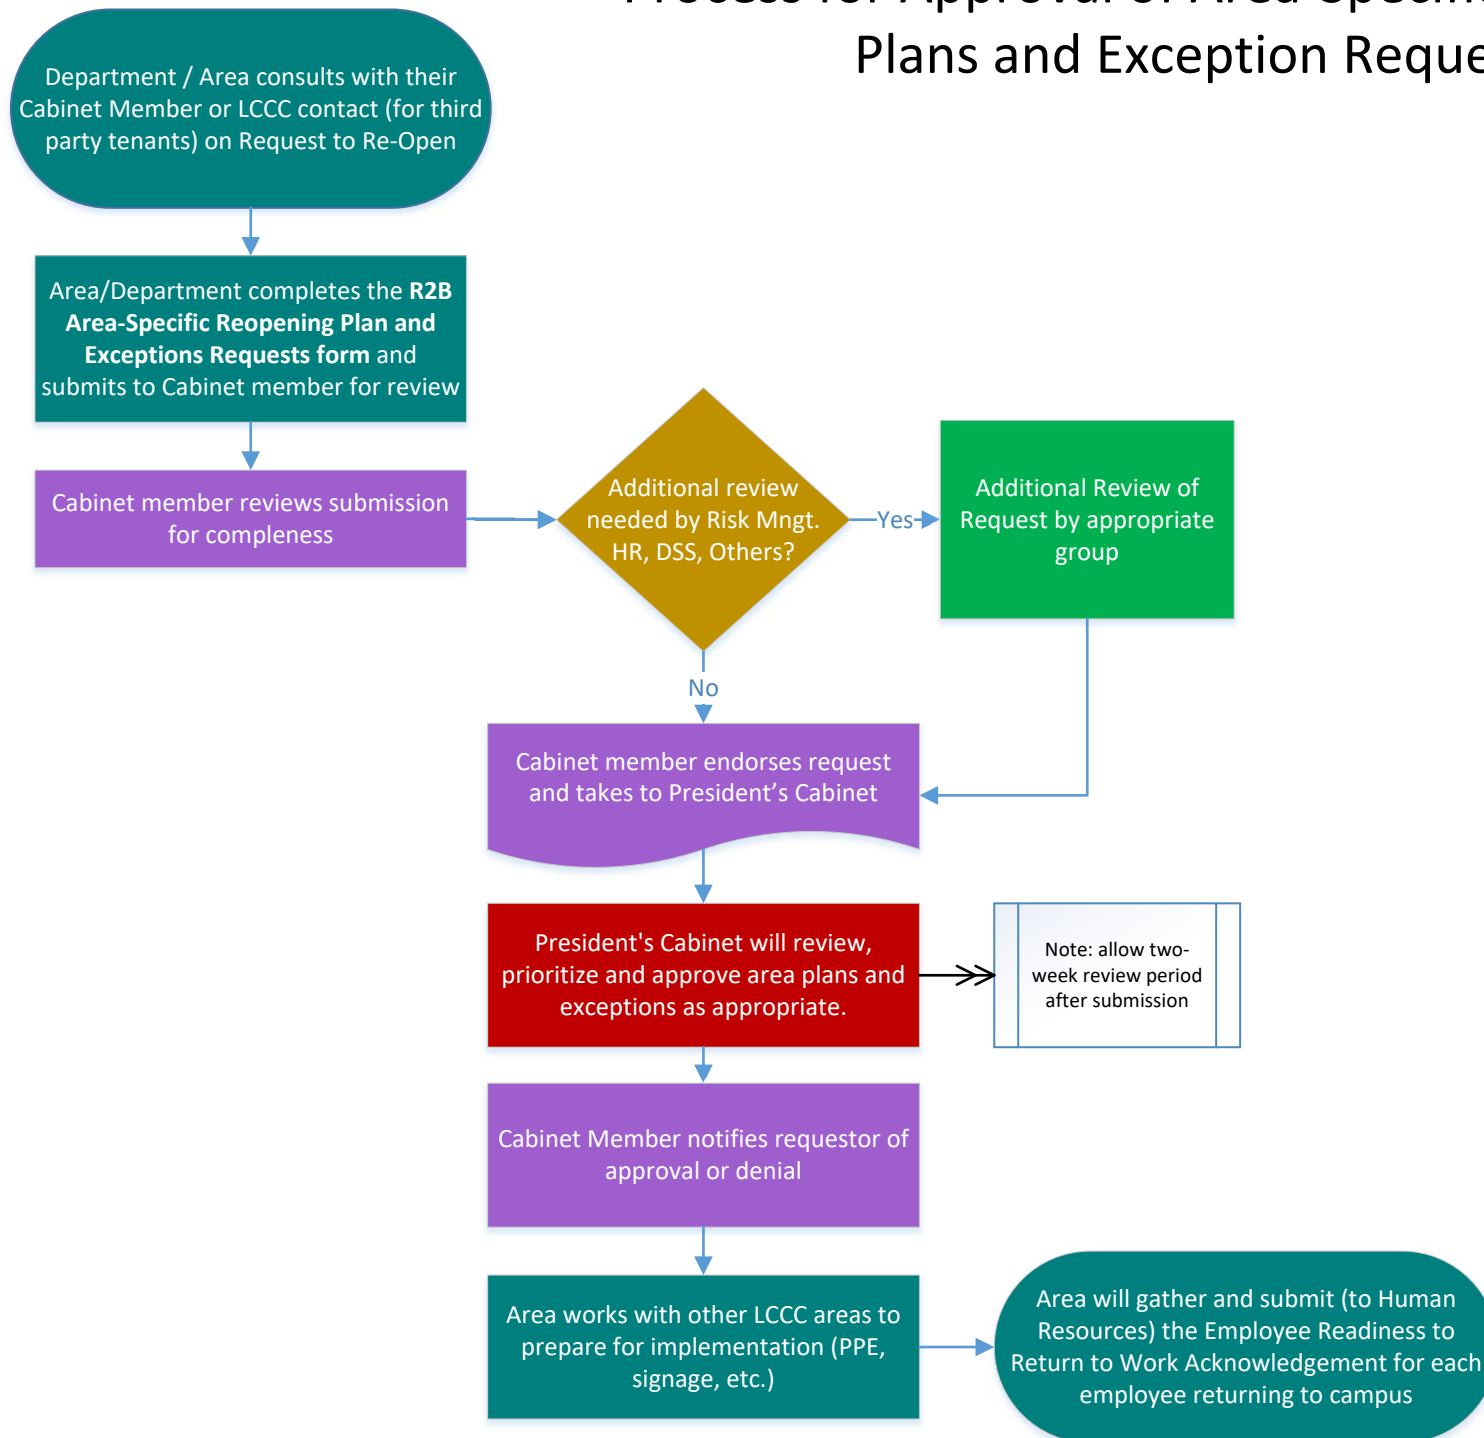 Process for Approval of Area Specific
Plans and Exception Reque
Department / Area consults with their
Cabinet Member or LCCC contact (for third
party tenants) on Request to Re-Open
Area/Department completes the R2B
Area-Specific Reopening Plan and
Exceptions Requests form and
submits to Cabinet member for review
Cabinet member reviews submission
for compleness
Additional review
needed by Risk Mngt.
HR, DSS, Others?
Yes
Additional Review of
Request by appropriate
group
No
Cabinet member endorses request
and takes to President’s Cabinet
President's Cabinet will review,
prioritize and approve area plans and
exceptions as appropriate.
Note: allow two-
week review period
after submission
Cabinet Member notifies requestor of
approval or denial
Area works with other LCCC areas to
prepare for implementation (PPE,
signage, etc.)
Area will gather and submit (to Human
Resources) the Employee Readiness to
Return to Work Acknowledgement for each
employee returning to campus